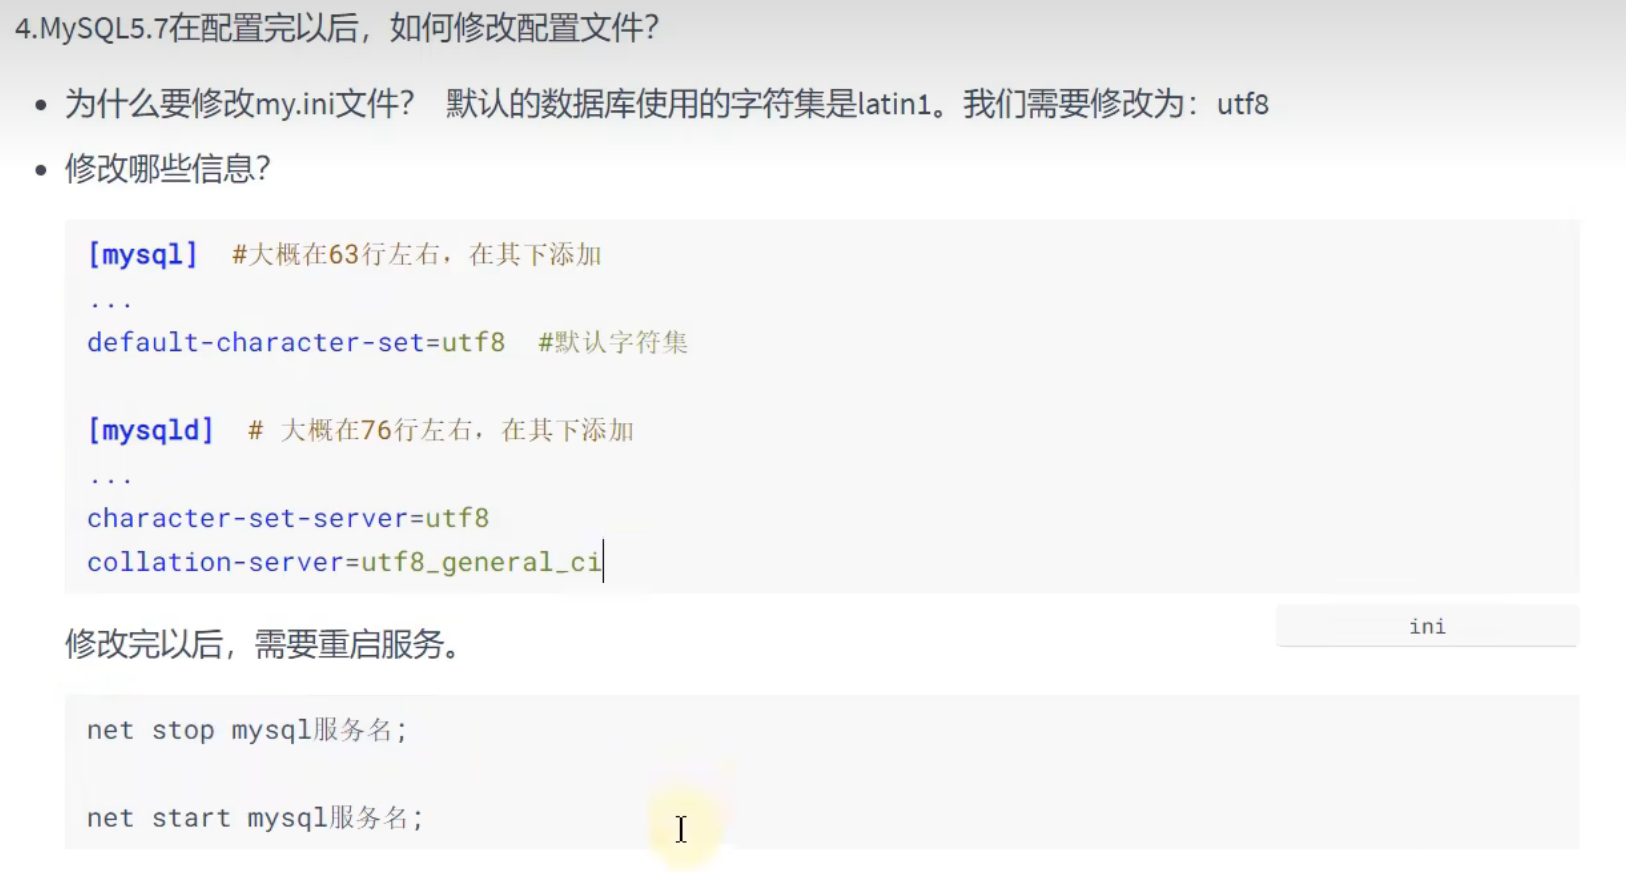 4.MySQL5.7在配置完以后，如何修改配置文件？
为什么要修改my.ini文件？ 默认的数据库使用的字符集是latin1。我们需要修改为：utf8
修改哪些信息？
[mysql] #大概在63行左右，在其下添加
...
default-character-set=utf8 #默认字符集
[mysqld] # 大概在76行左右，在其下添加
...
character-set-server=utf8
collation-server=utf8_general_ci
ini
修改完以后，需要重启服务。
net stop mysql服务名;
net start mysql服务名;